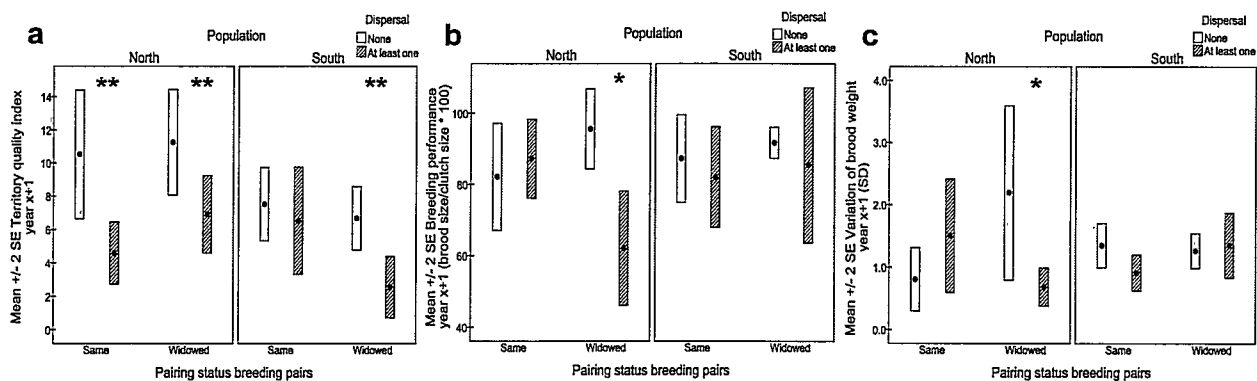 a
Population
Dispersal
None
At least one
North
South
**
**
**
Mean +/- 2 SE Territory quality index
year x+1
14
12
10
8
6
4
2
0
Same
Widowed
Same
Widowed
Pairing status breeding pairs
b
Population
Dispersal
None
At least one
North
South
*
Mean +/- 2 SE Breeding performance
year x+1 (brood size/clutch size * 100)
100
80
60
40
Same
Widowed
Same
Widowed
Pairing status breeding pairs
c
Population
Dispersal
None
At least one
North
South
*
Mean +/- 2 SE Variation of brood weight
year x+1 (SD)
4.0
3.0
2.0
1.0
0.0
Same
Widowed
Same
Widowed
Pairing status breeding pairs